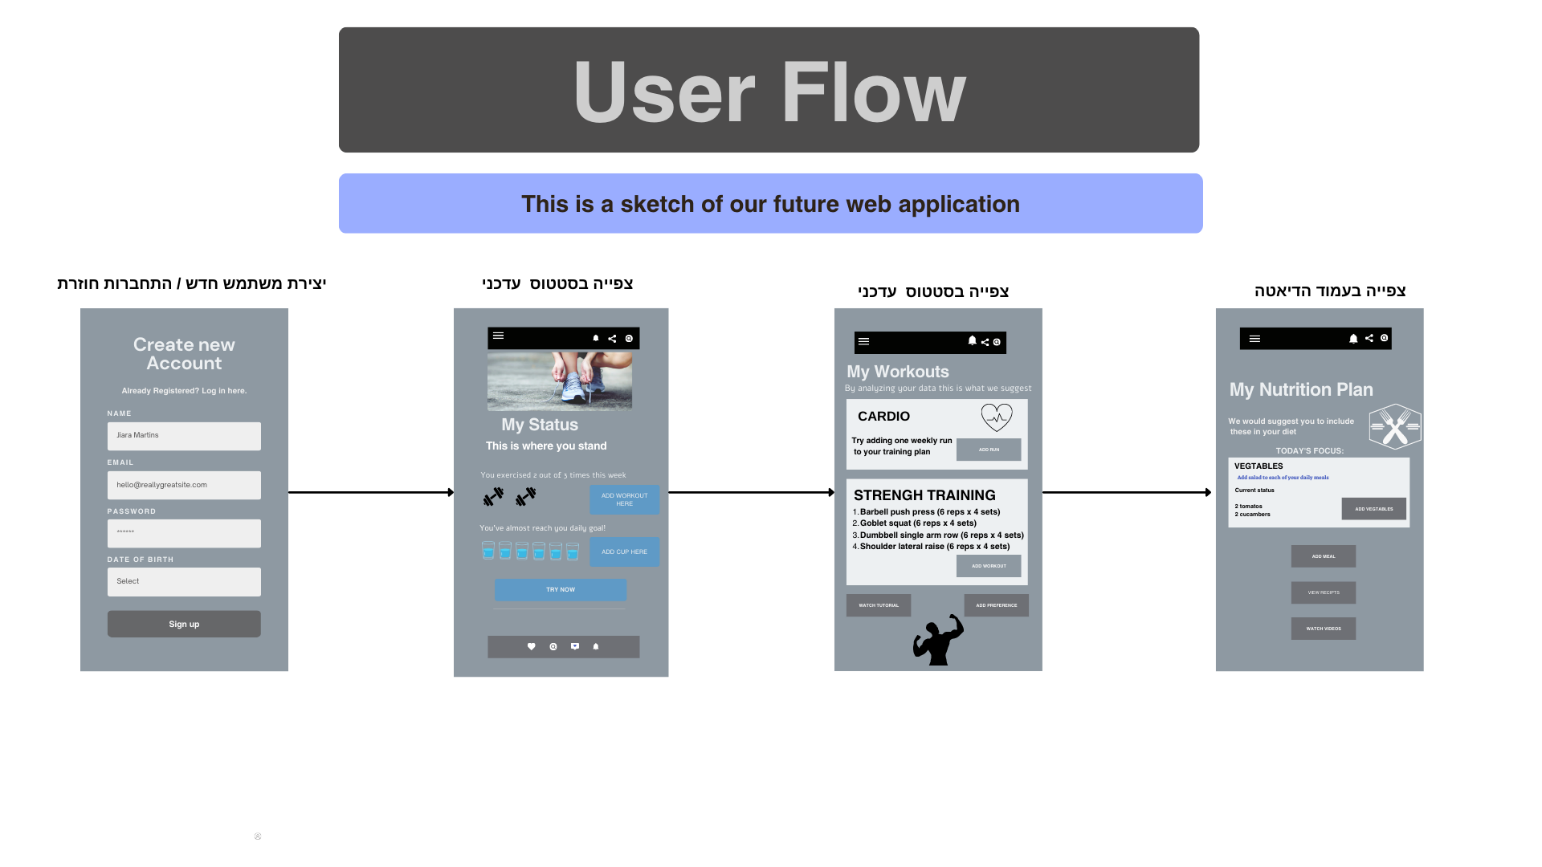 User Flow
This is a sketch of our future web application
יצירת משתמש חדש / התחברות חוזרת
Create new
Account
Already Registered? Log in here.
NAME
Jiara Martins
EMAIL
hello@reallygreatsite.com
PASSWORD
••••••
DATE OF BIRTH
Select
Sign up
צפייה בסטטוס עדכני
My Status
This is where you stand
You exercised 2 out of 3 times this week
ADD WORKOUT
HERE
You've almost reach you daily goal!
ADD CUP HERE
TRY NOW
צפייה בסטטוס עדכני
My Workouts
By analyzing your data this is what we suggest
CARDIO
Try adding one weekly run
to your training plan
ADD RUN
STRENGH TRAINING
1. Barbell push press (6 reps x 4 sets)
2. Goblet squat (6 reps x 4 sets)
3. Dumbbell single arm row (6 reps x 4 sets)
4. Shoulder lateral raise (6 reps x 4 sets)
ADD WORKOUT
WATCH TUTORIAL
ADD PREFERENCE
צפייה בעמוד הדיאטה
My Nutrition Plan
We would suggest you to include
these in your diet
TODAY'S FOCUS:
VEGTABLES
Add salad to each of your daily meals
Current status
2 tomatos
2 cucambers
ADD VEGTABLES
ADD MEAL
VIEW RECIPTS
WATCH VIDEOS